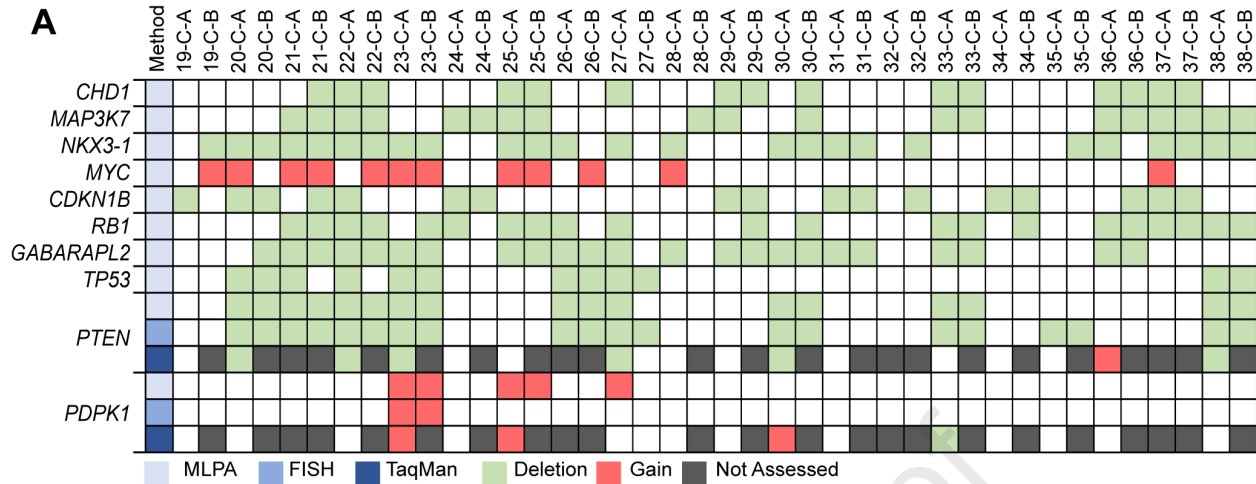 A
Method 19-C-A 19-C-B 20-C-A 20-C-B 21-C-A 21-C-B 22-C-A 22-C-B 23-C-A 23-C-B 24-C-A 24-C-B 25-C-A 25-C-B 26-C-A 26-C-B 27-C-A 27-C-B 28-C-A 28-C-B 29-C-A 29-C-B 30-C-A 30-C-B 31-C-A 31-C-B 32-C-A 32-C-B 33-C-A 33-C-B 34-C-A 34-C-B 35-C-A 35-C-B 36-C-A 36-C-B 37-C-A 37-C-B 38-C-A 38-C-B
CHD1
MAP3K7
NKX3-1
MYC
CDKN1B
RB1
GABARAPL2
TP53
PTEN
PDPK1
MLPA FISH TaqMan Deletion Gain Not Assessed